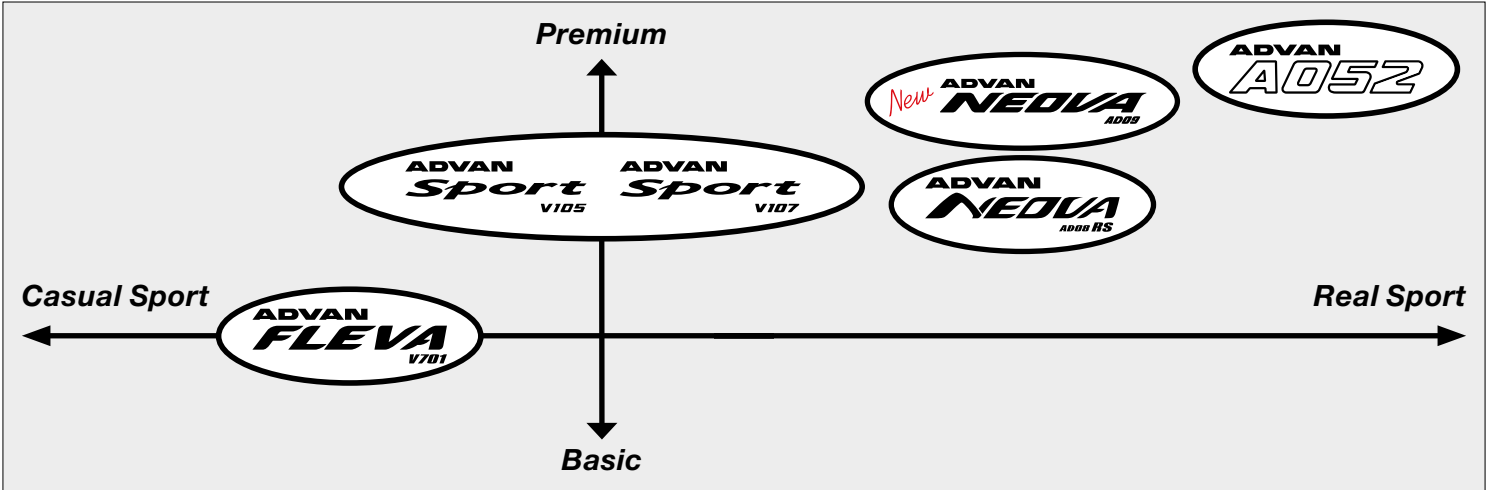 Premium
ADVAN
A052
New
ADVAN
NEOVA
AD09
ADVAN
Sport
V105
ADVAN
Sport
V107
ADVAN
NEOVA
AD08 RS
Casual Sport
Real Sport
ADVAN
FLEVA
V701
Basic